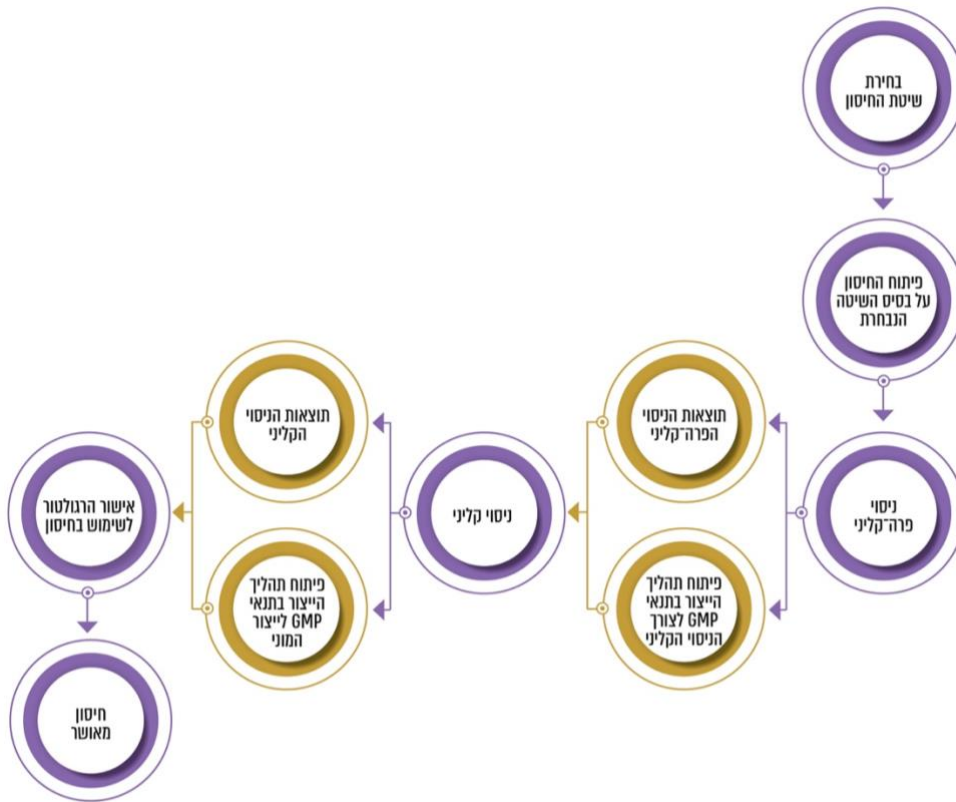 בחירת
שיטת החיסון
פיתוח החיסון
על בסיס השיטה
הנבחרת
ניסוי
פרה־קליני
תוצאות הניסוי
הפרה־קליני
פיתוח תהליך
הייצור בתנאי
GMP לצורך
הניסוי הקליני
ניסוי קליני
תוצאות הניסוי
הקליני
פיתוח תהליך
הייצור בתנאי
GMP לייצור
המוני
אישור הרגולטור
לשימוש בחיסון
חיסון
מאושר